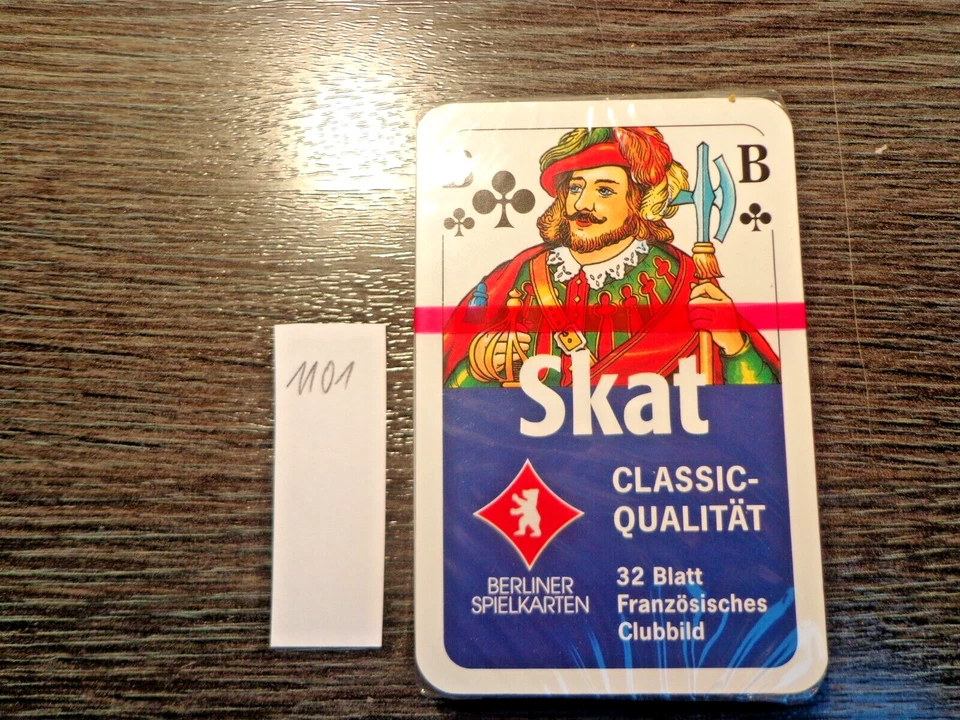 B
B
1101
Skat
CLASSIC-
QUALITÄT
BERLINER
SPIELKARTEN
32 Blatt
Französisches
Clubbild